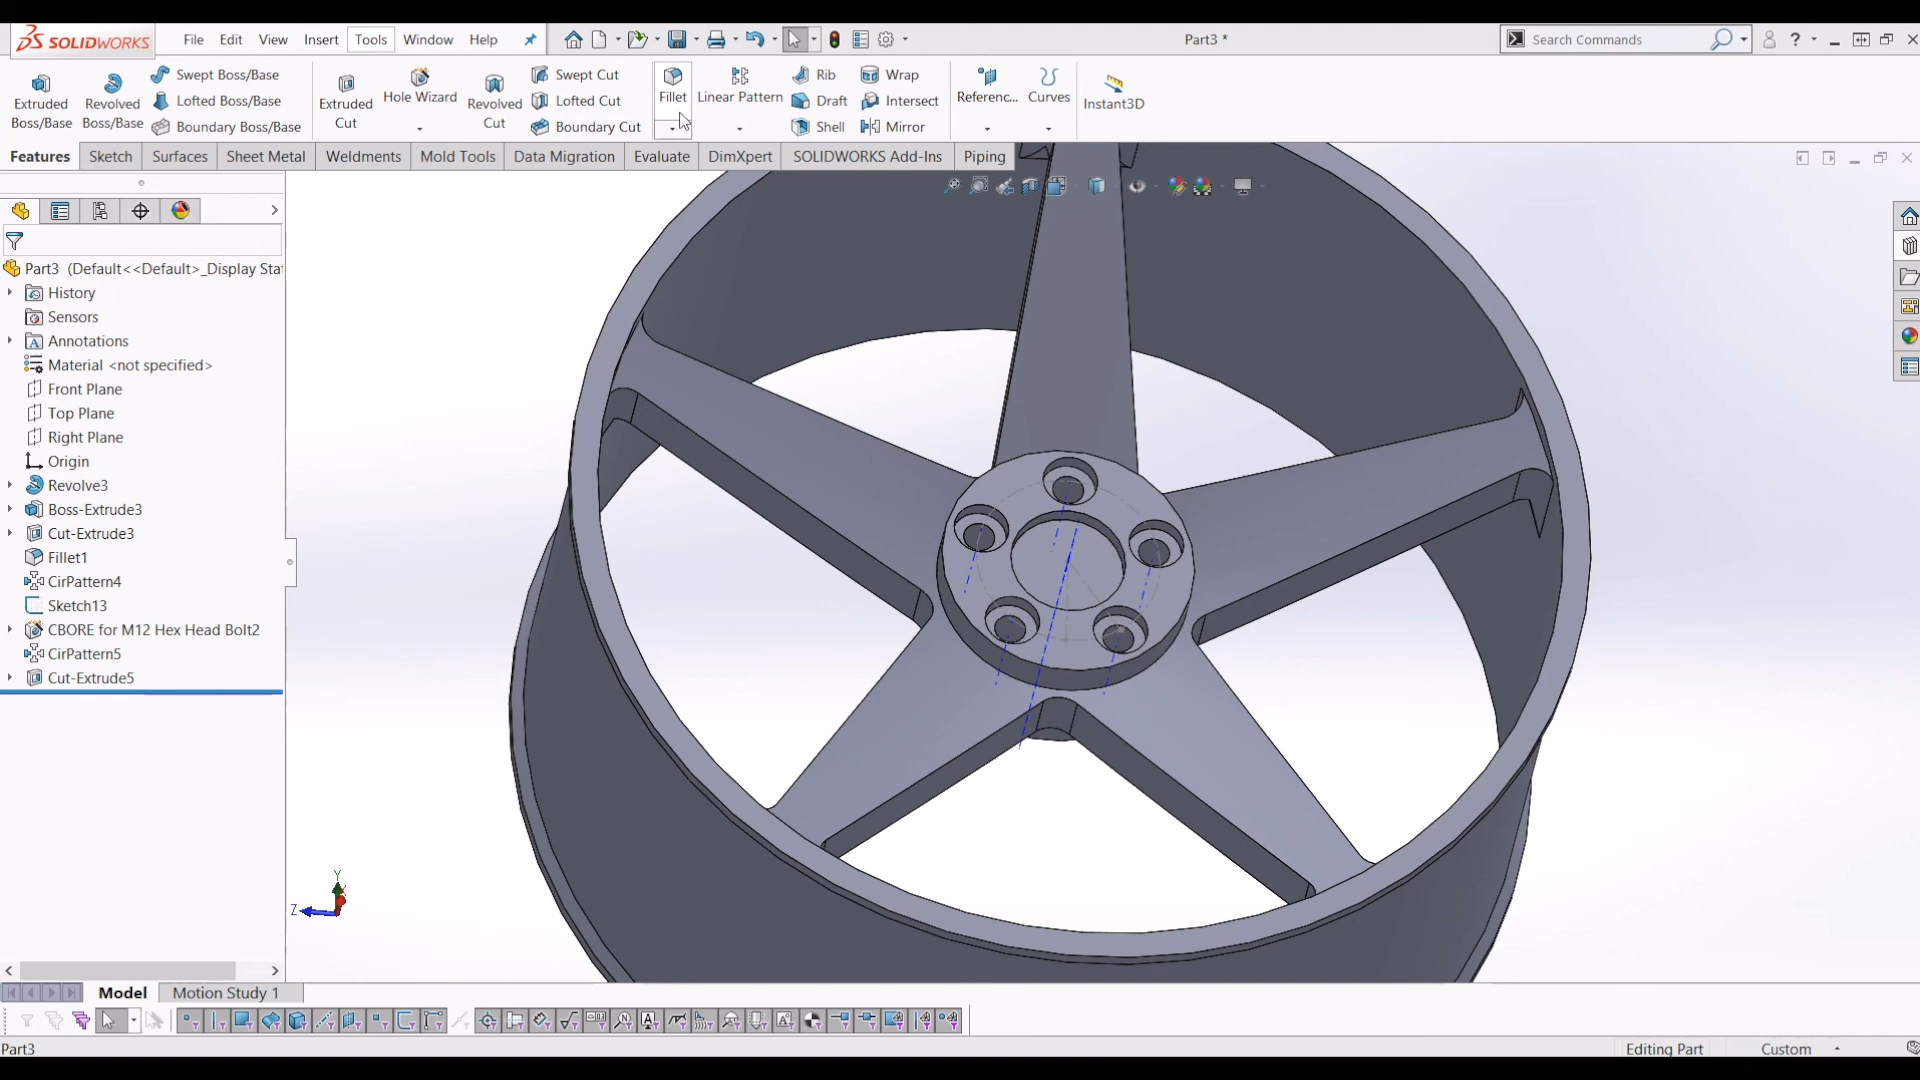 SOLIDWORKS File Edit View Insert Tools Window Help Part3 * Search Commands ?
Extruded Boss/Base
Revolved Boss/Base
Swept Boss/Base
Lofted Boss/Base
Boundary Boss/Base
Extruded Cut
Hole Wizard
Revolved Cut
Swept Cut
Lofted Cut
Boundary Cut
Fillet
Linear Pattern
Rib
Draft
Shell
Wrap
Intersect
Mirror
Referenc...
Curves
Instant3D
Features Sketch Surfaces Sheet Metal Weldments Mold Tools Data Migration Evaluate DimXpert SOLIDWORKS Add-Ins Piping
Part3 (Default<<Default>_Display Sta
History
Sensors
Annotations
Material <not specified>
Front Plane
Top Plane
Right Plane
Origin
Revolve3
Boss-Extrude3
Cut-Extrude3
Fillet1
CirPattern4
Sketch13
CBORE for M12 Hex Head Bolt2
CirPattern5
Cut-Extrude5
Y
Z
Model Motion Study 1
Part3 Editing Part Custom